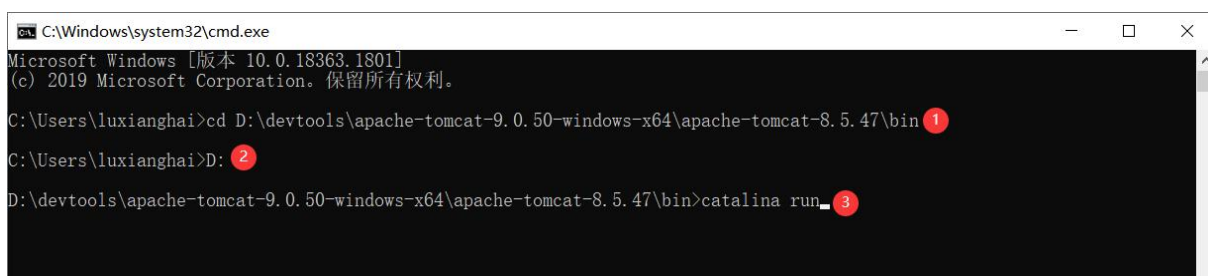 C:\Windows\system32\cmd.exe
Microsoft Windows [版本 10.0.18363.1801]
(c) 2019 Microsoft Corporation。保留所有权利。
C:\Users\luxianghai>cd D:\devtools\apache-tomcat-9.0.50-windows-x64\apache-tomcat-8.5.47\bin 1
C:\Users\luxianghai>D: 2
D:\devtools\apache-tomcat-9.0.50-windows-x64\apache-tomcat-8.5.47\bin>catalina run 3